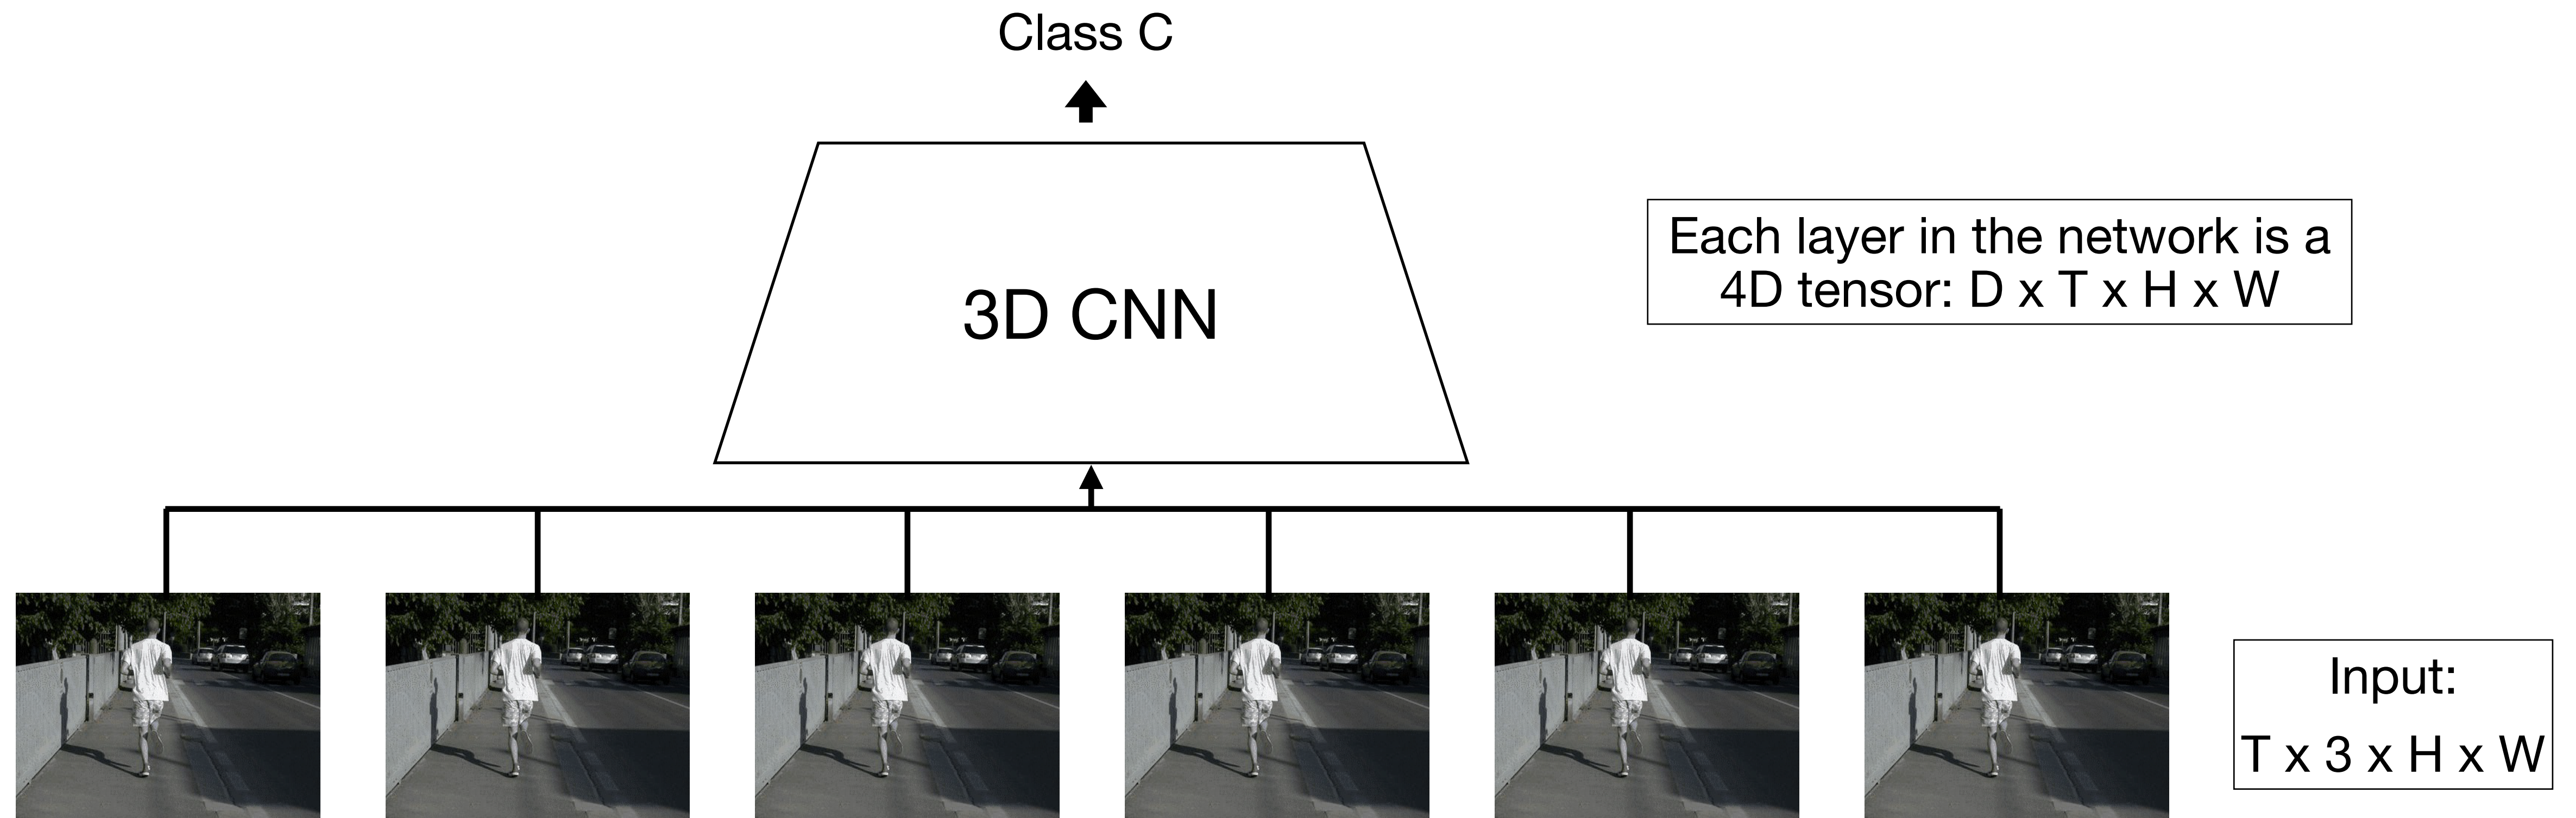 Class C
3D CNN
Each layer in the network is a
4D tensor: D x T x H x W
Input:
T x 3 x H x W